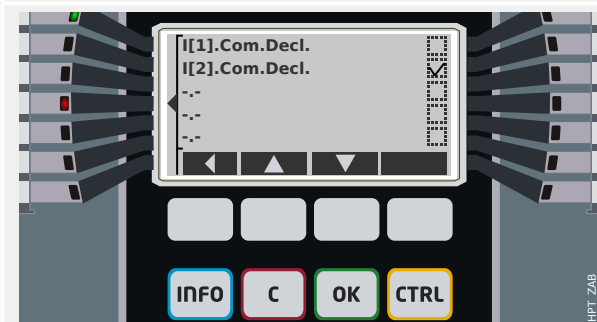 I[1].Com.Decl.
I[2].Com.Decl.
-.-
-.-
-.-
INFO
C
OK
CTRL
HPT ZAB